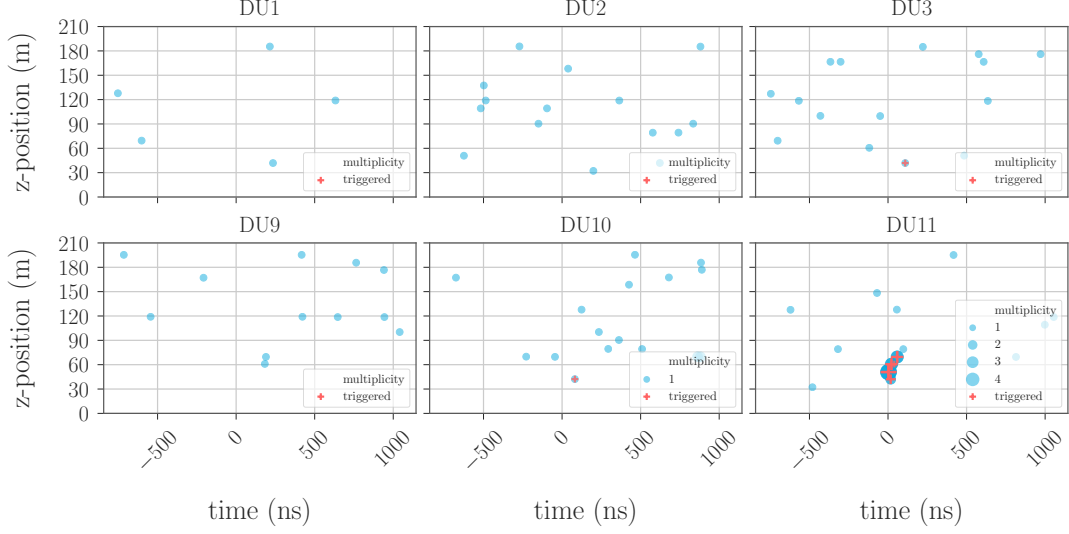 DU1 DU2 DU3
z-position (m)
210
180
150
120
90
60
30
0
multiplicity
triggered
multiplicity
triggered
multiplicity
triggered
DU9 DU10 DU11
z-position (m)
210
180
150
120
90
60
30
0
multiplicity
triggered
multiplicity
1
triggered
multiplicity
1
2
3
4
triggered
−500 0 500 1000
−500 0 500 1000
−500 0 500 1000
time (ns) time (ns) time (ns)